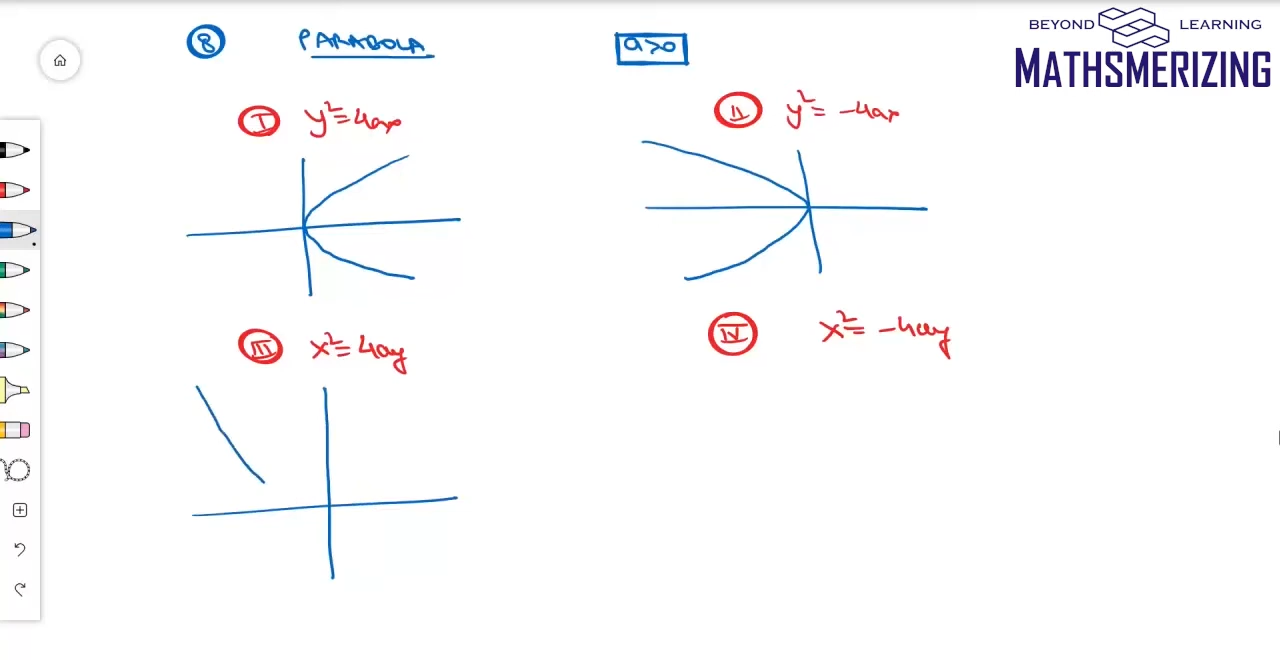 BEYOND LEARNING
MATHSMERIZING
8 PARABOLA a>0
I y²=4ax
II y²= -4ax
III x²=4ay
IV x²= -4ay